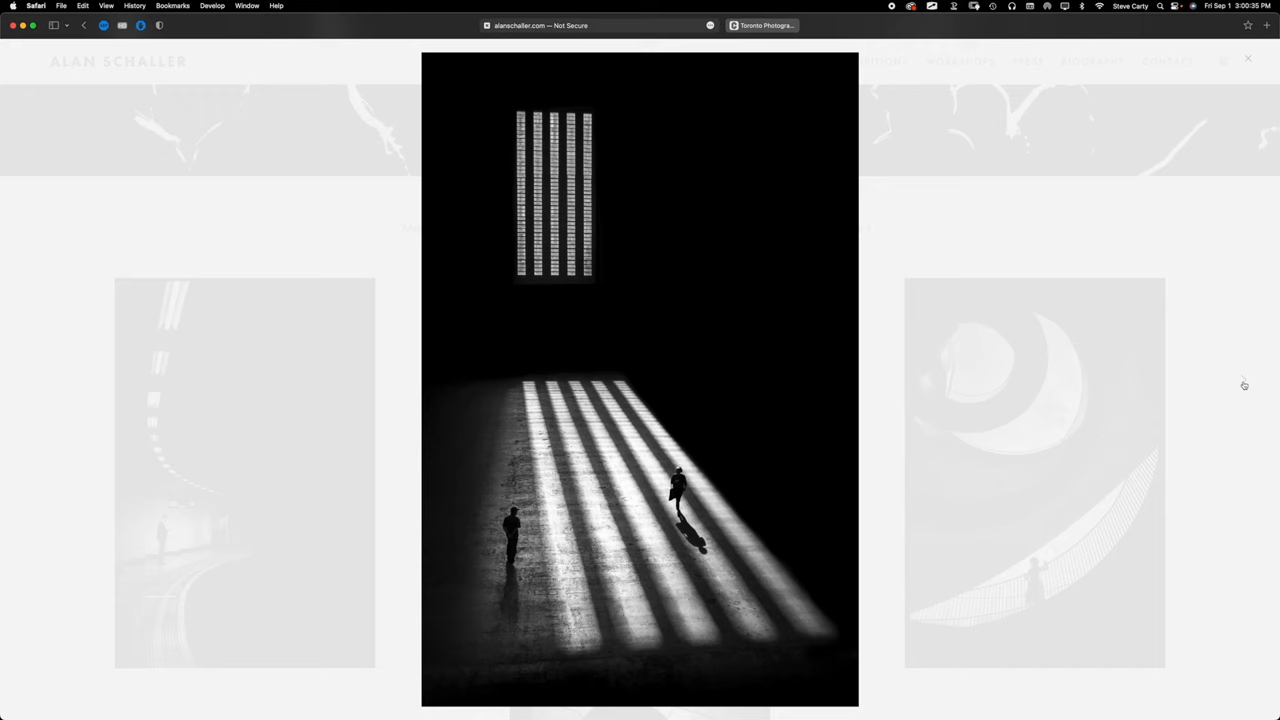 Safari File Edit View History Bookmarks Develop Window Help Steve Carty Fri Sep 1 3:00:35 PM
alanschaller.com — Not Secure Toronto Photogra...
ALAN SCHALLER WORKSHOPS PRESS BIOGRAPHY CONTACT